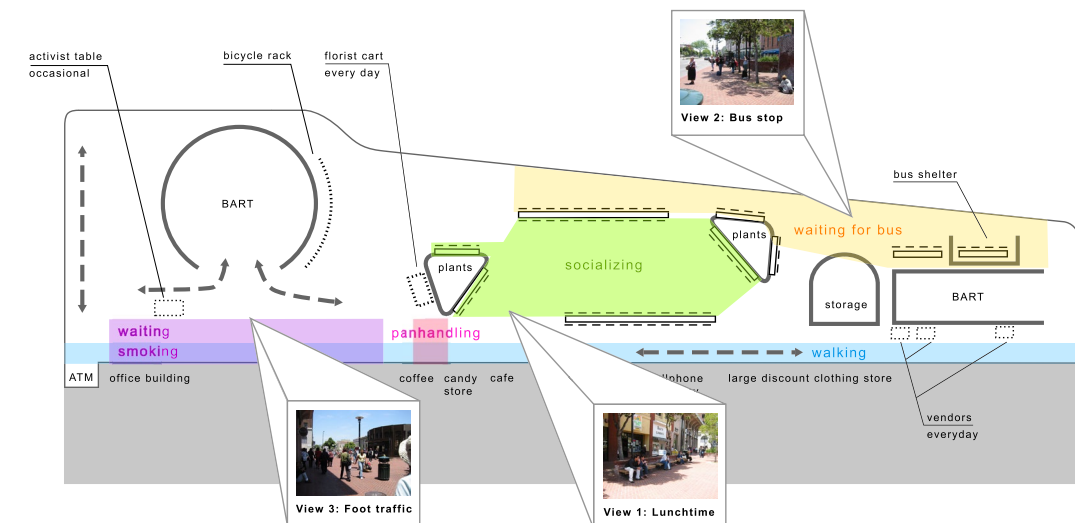 activist table
occasional
bicycle rack
florist cart
every day
View 2: Bus stop
bus shelter
BART
plants
plants
waiting for bus
socializing
storage
BART
waiting
smoking
panhandling
walking
ATM
office building
coffee
candy
store
cafe
large discount clothing store
vendors
everyday
View 3: Foot traffic
View 1: Lunchtime